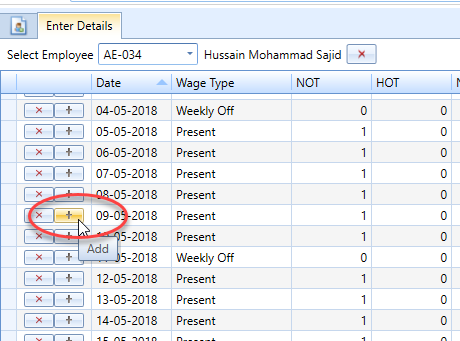 Enter Details
Select Employee AE-034 Hussain Mohammad Sajid
Date Wage Type NOT HOT
04-05-2018 Weekly Off 0 0
05-05-2018 Present 1 0
06-05-2018 Present 1 0
07-05-2018 Present 1 0
08-05-2018 Present 1 0
09-05-2018 Present 1 0
-05-2018 Present 1 0
Add
-05-2018 Weekly Off 0 0
12-05-2018 Present 1 0
13-05-2018 Present 1 0
14-05-2018 Present 1 0
15-05-2018 Present 1 0